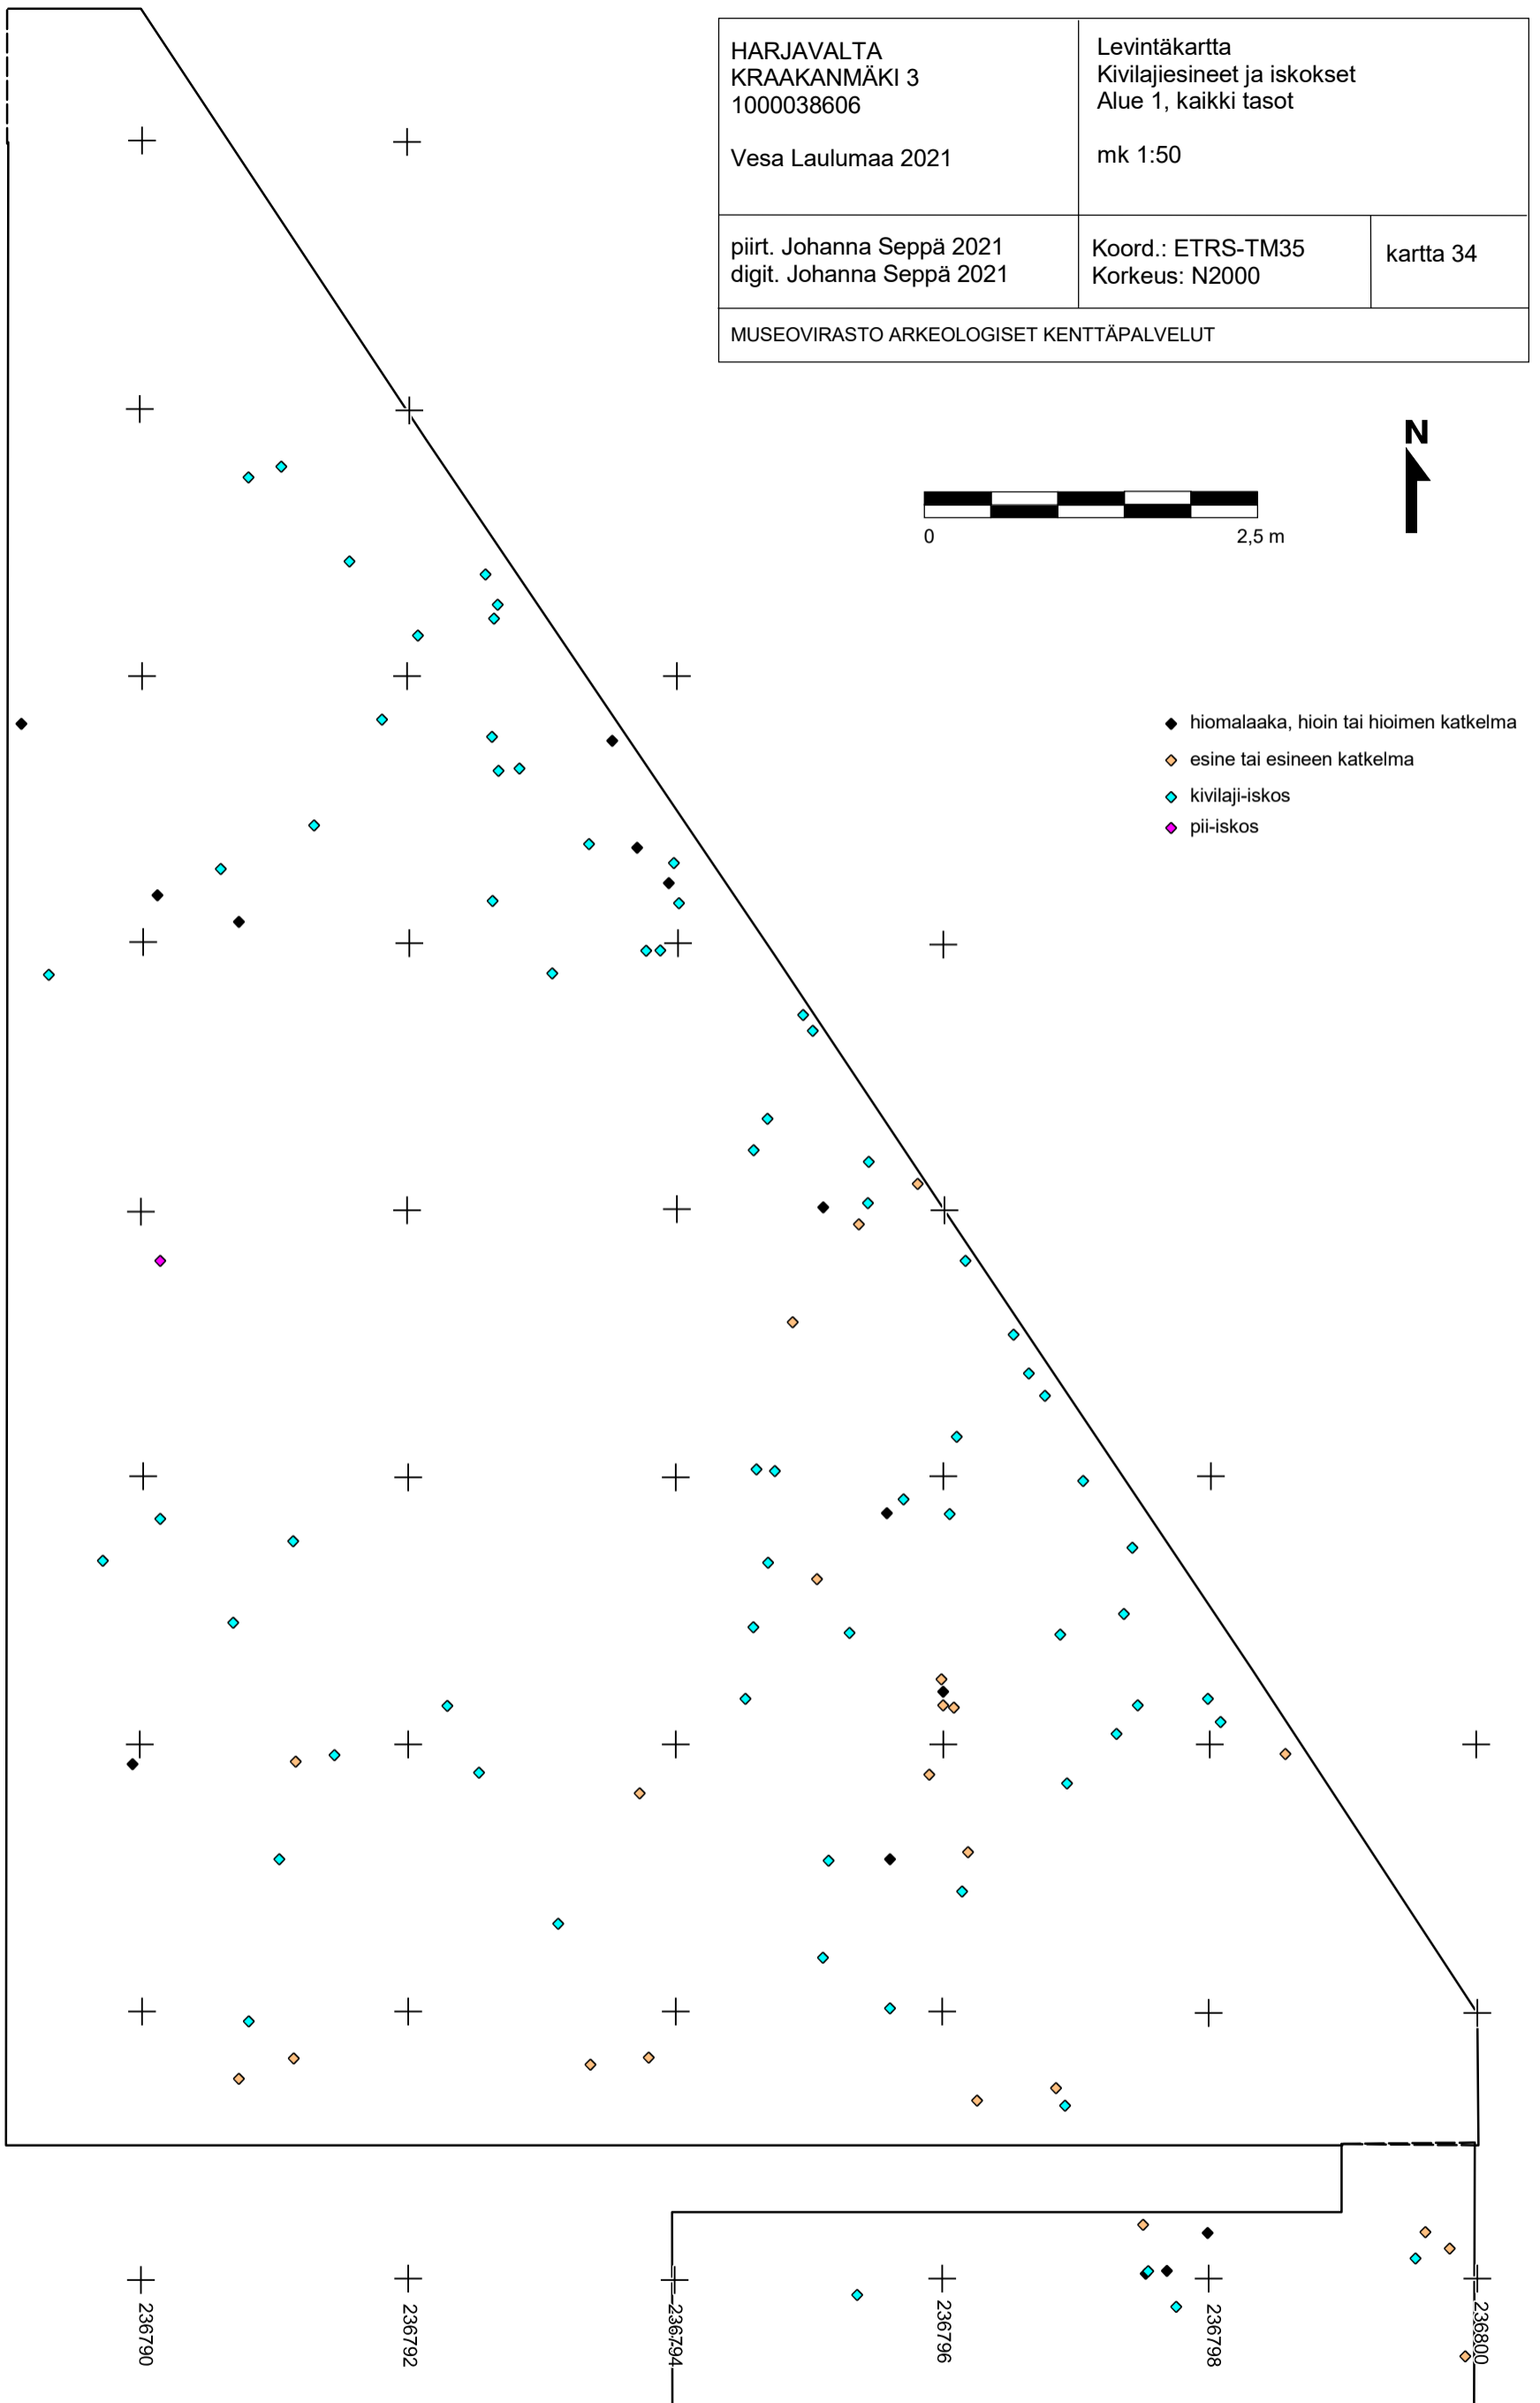 HARJAVALTA
KRAAKANMÄKI 3
1000038606
Vesa Laulumaa 2021
Levintäkartta
Kivilajiesineet ja iskokset
Alue 1, kaikki tasot
mk 1:50
piirt. Johanna Seppä 2021
digit. Johanna Seppä 2021
Koord.: ETRS-TM35
Korkeus: N2000
kartta 34
MUSEOVIRASTO ARKEOLOGISET KENTTÄPALVELUT
N
0 2,5 m
hiomalaaka, hioin tai hioimen katkelma
esine tai esineen katkelma
kivilaji-iskos
pii-iskos
236790
236792
236794
236796
236798
236800